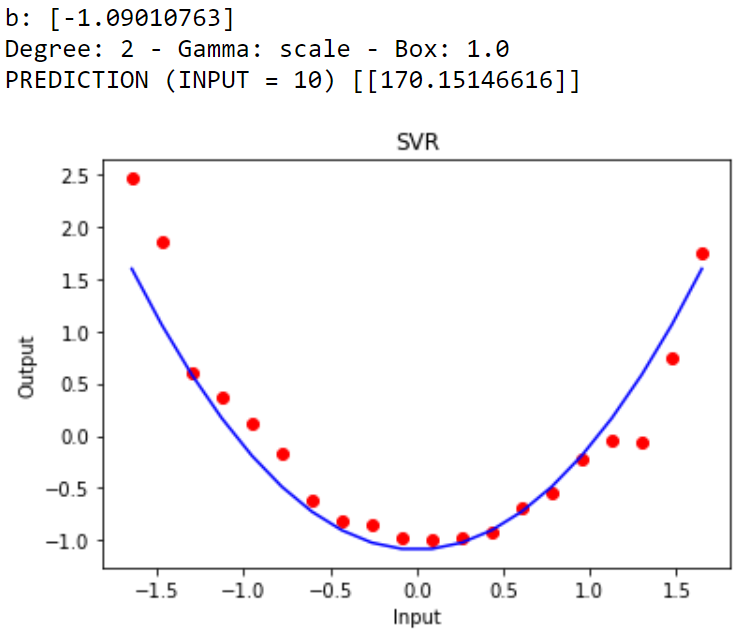 b: [-1.09010763]
Degree: 2 - Gamma: scale - Box: 1.0
PREDICTION (INPUT = 10) [[170.15146616]]
SVR
2.5
2.0
1.5
1.0
0.5
0.0
−0.5
−1.0
Output
−1.5 −1.0 −0.5 0.0 0.5 1.0 1.5
Input